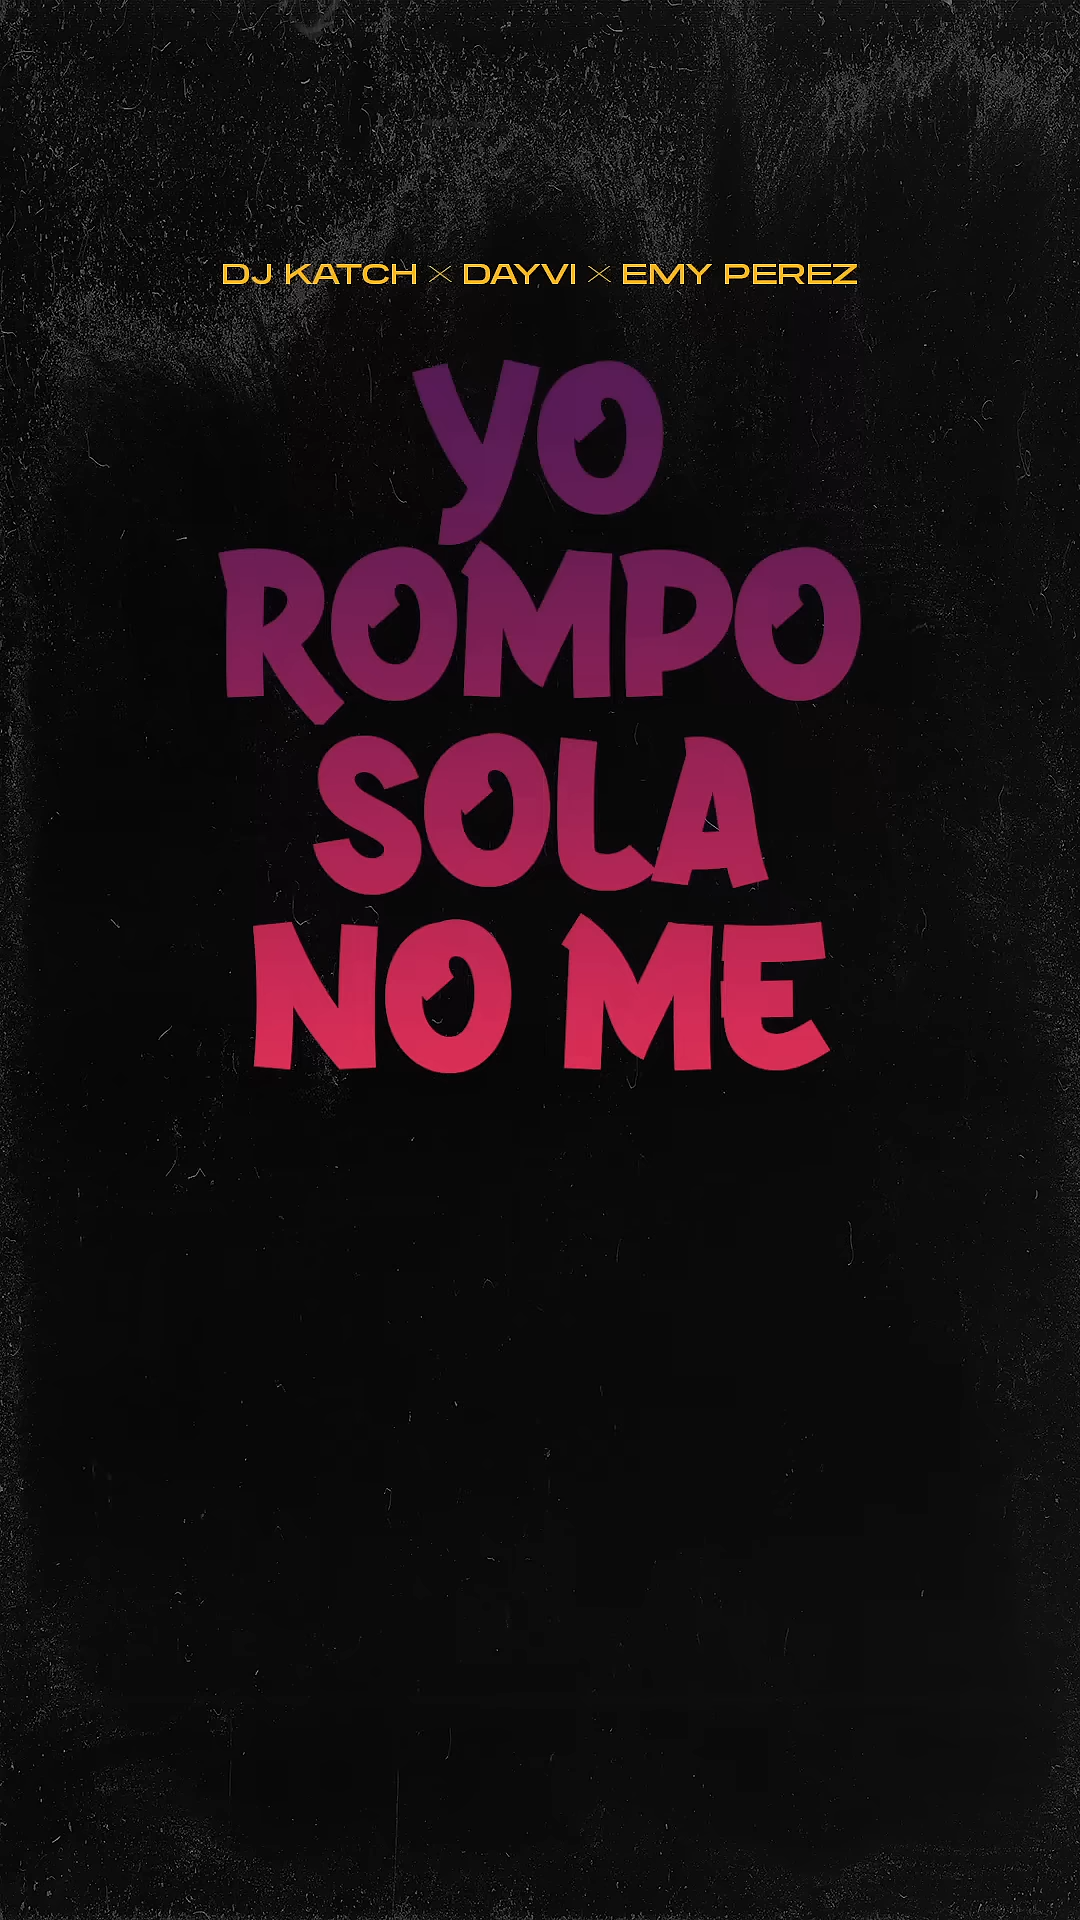 DJ KATCH × DAYVI × EMY PEREZ
YO
ROMPO
SOLA
NO ME